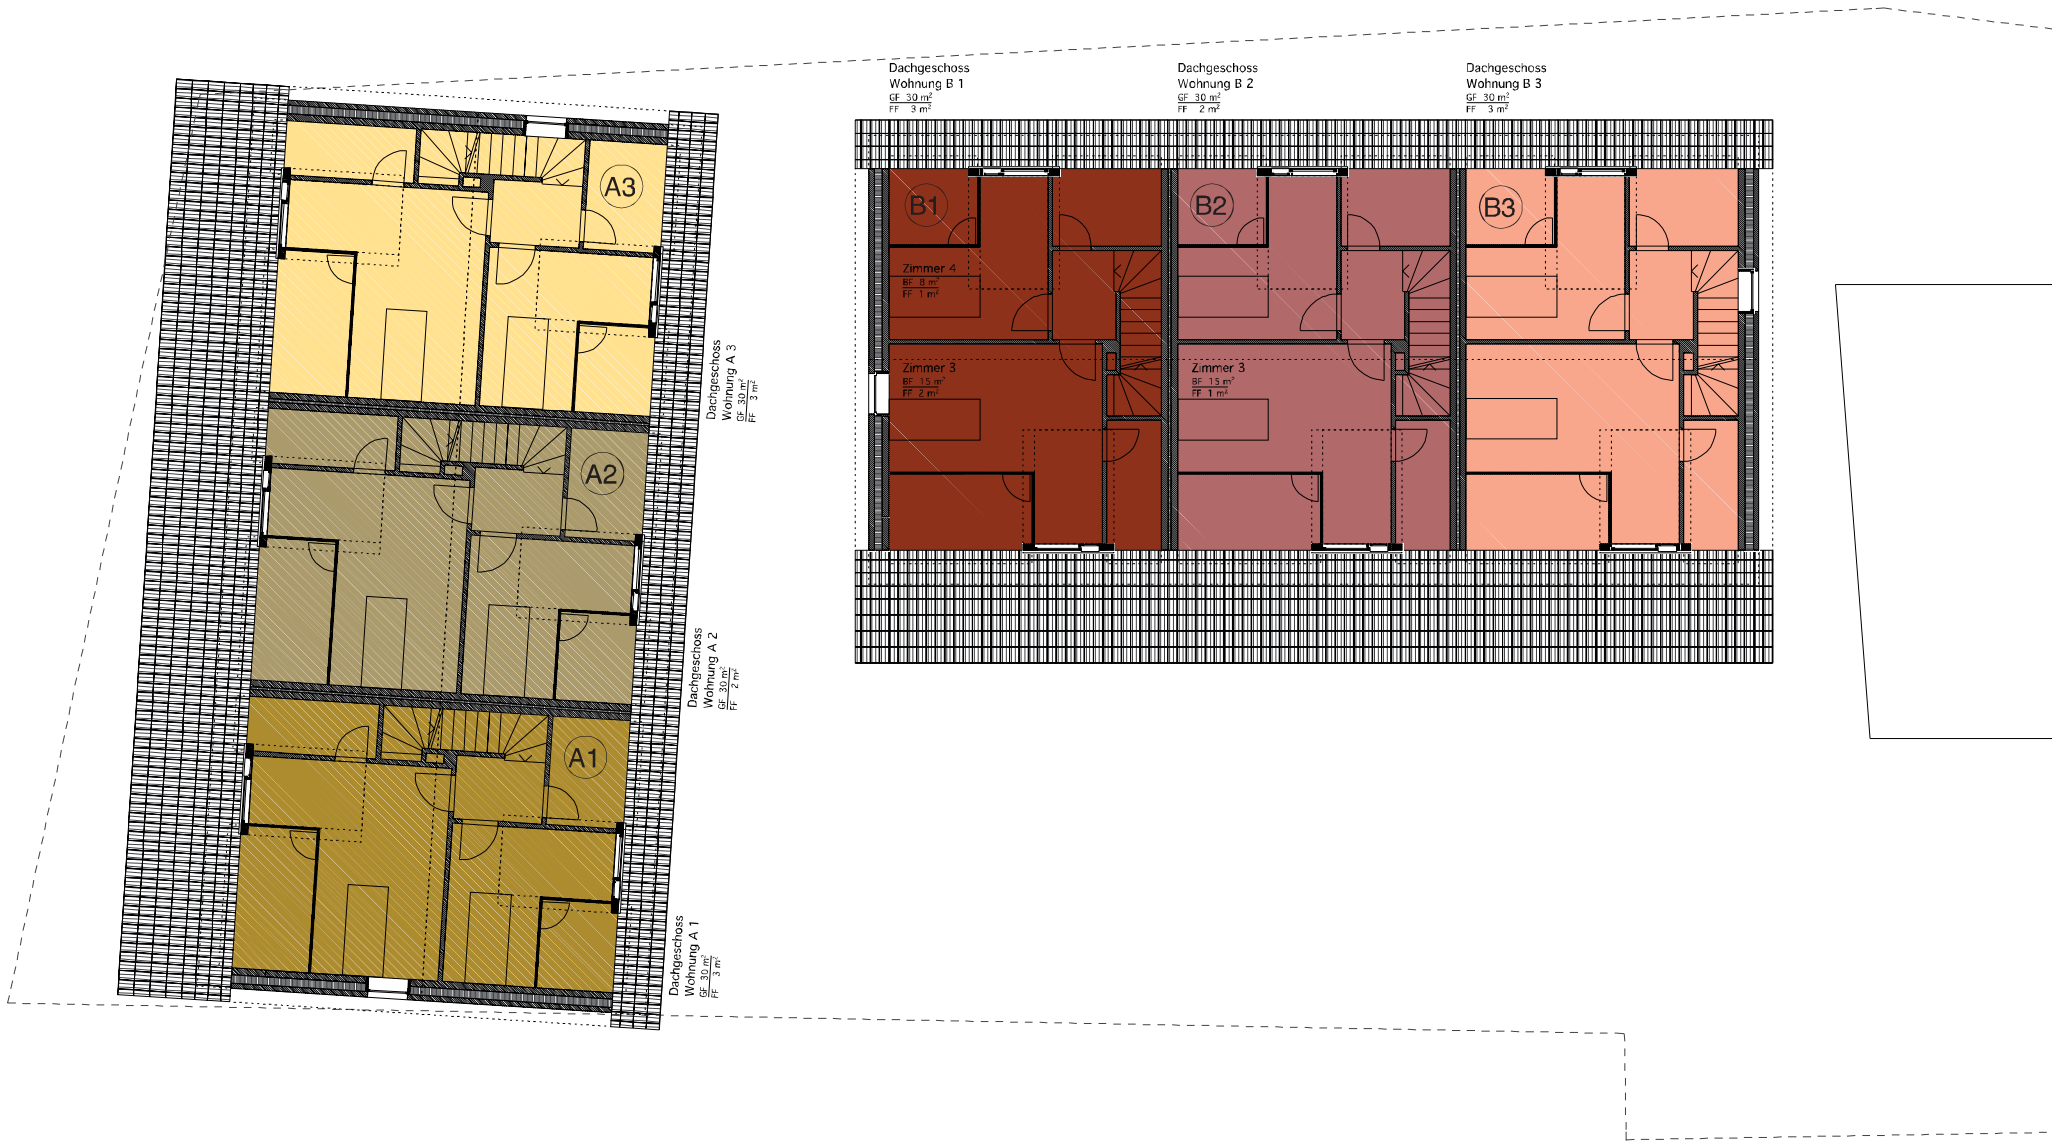 Dachgeschoss
Wohnung B 1
GF 30 m²
FF 3 m²
Dachgeschoss
Wohnung B 2
GF 30 m²
FF 2 m²
Dachgeschoss
Wohnung B 3
GF 30 m²
FF 3 m²
A3
B1
B2
B3
Zimmer 4
BF 8 m²
FF 1 m²
Zimmer 3
BF 15 m²
FF 2 m²
Zimmer 3
BF 15 m²
FF 1 m²
Dachgeschoss
Wohnung A 3
GF 30 m²
FF 3 m²
A2
Dachgeschoss
Wohnung A 2
GF 30 m²
FF 2 m²
A1
Dachgeschoss
Wohnung A 1
GF 30 m²
FF 3 m²